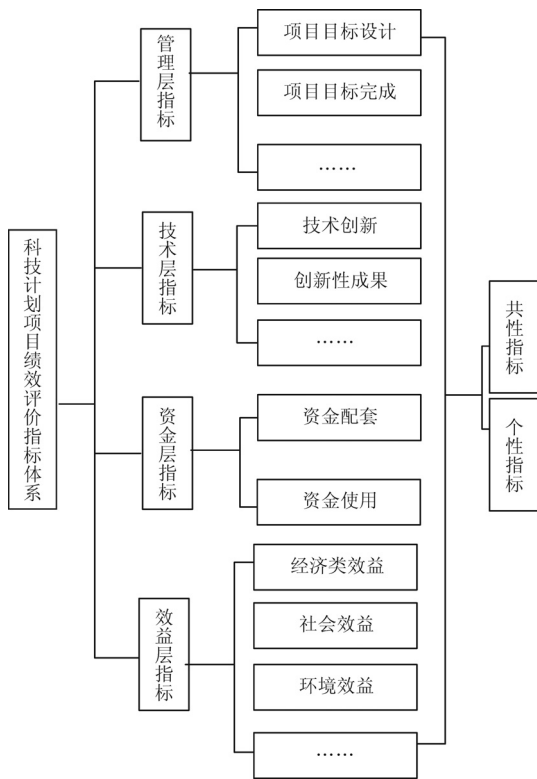 科技计划项目绩效评价指标体系
管理层指标
项目目标设计
项目目标完成
……
技术层指标
技术创新
创新性成果
……
资金层指标
资金配套
资金使用
效益层指标
经济类效益
社会效益
环境效益
……
共性指标
个性指标